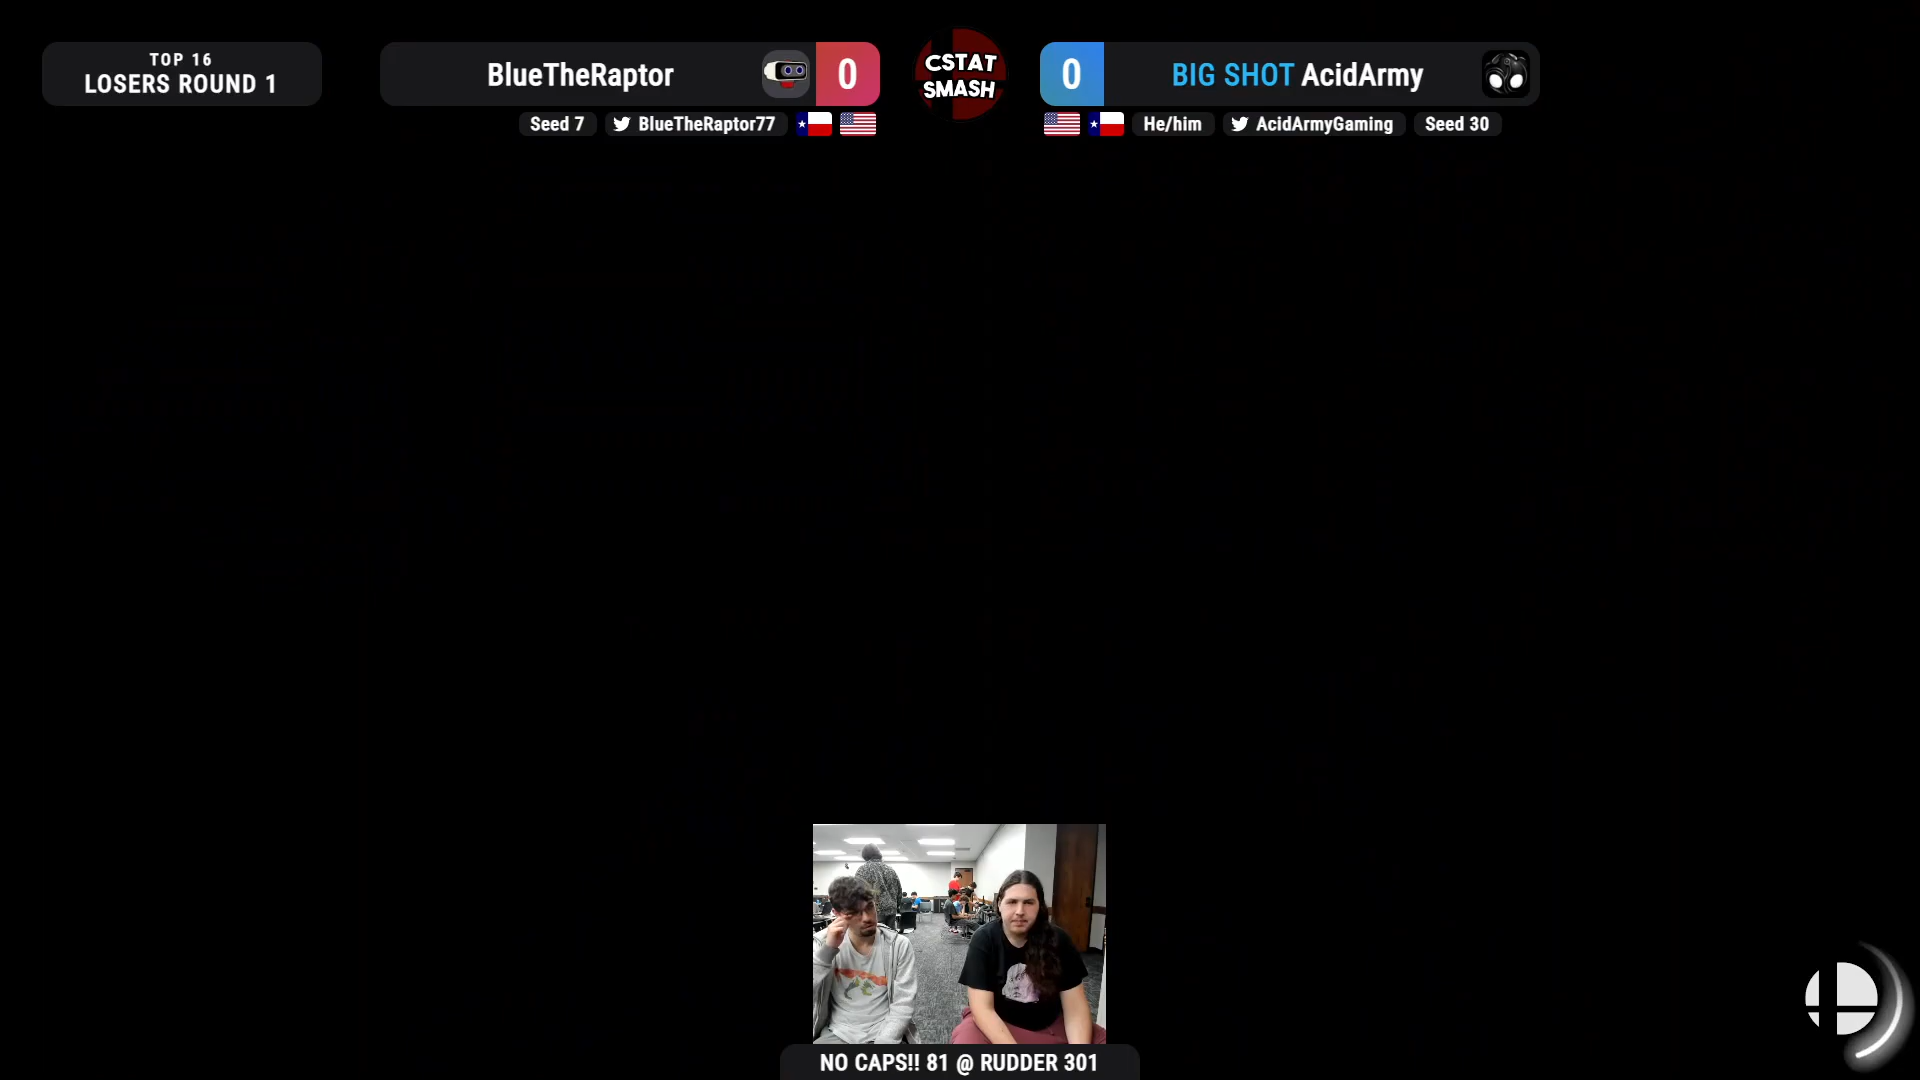 TOP 16
LOSERS ROUND 1
BlueTheRaptor
0
CSTAT
SMASH
0
BIG SHOT AcidArmy
Seed 7
BlueTheRaptor77
He/him
AcidArmyGaming
Seed 30
NO CAPS!! 81 @ RUDDER 301